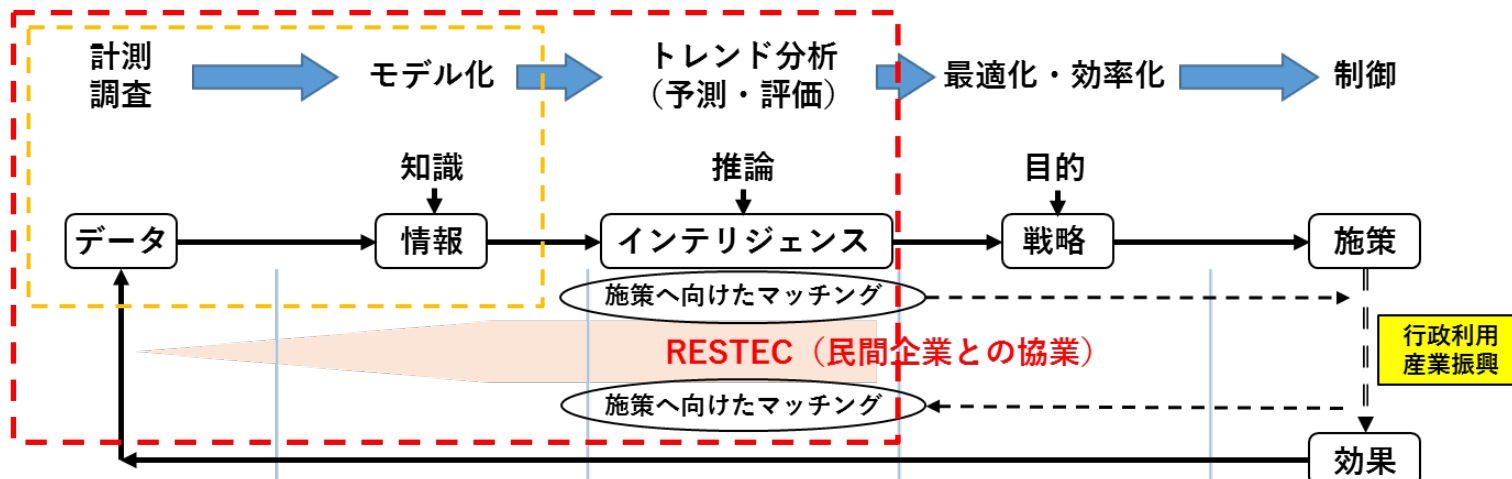 計測
調査
モデル化
トレンド分析
（予測・評価）
最適化・効率化
制御
知識
推論
目的
データ
情報
インテリジェンス
戦略
施策
施策へ向けたマッチング
RESTEC（民間企業との協業）
行政利用
産業振興
施策へ向けたマッチング
効果